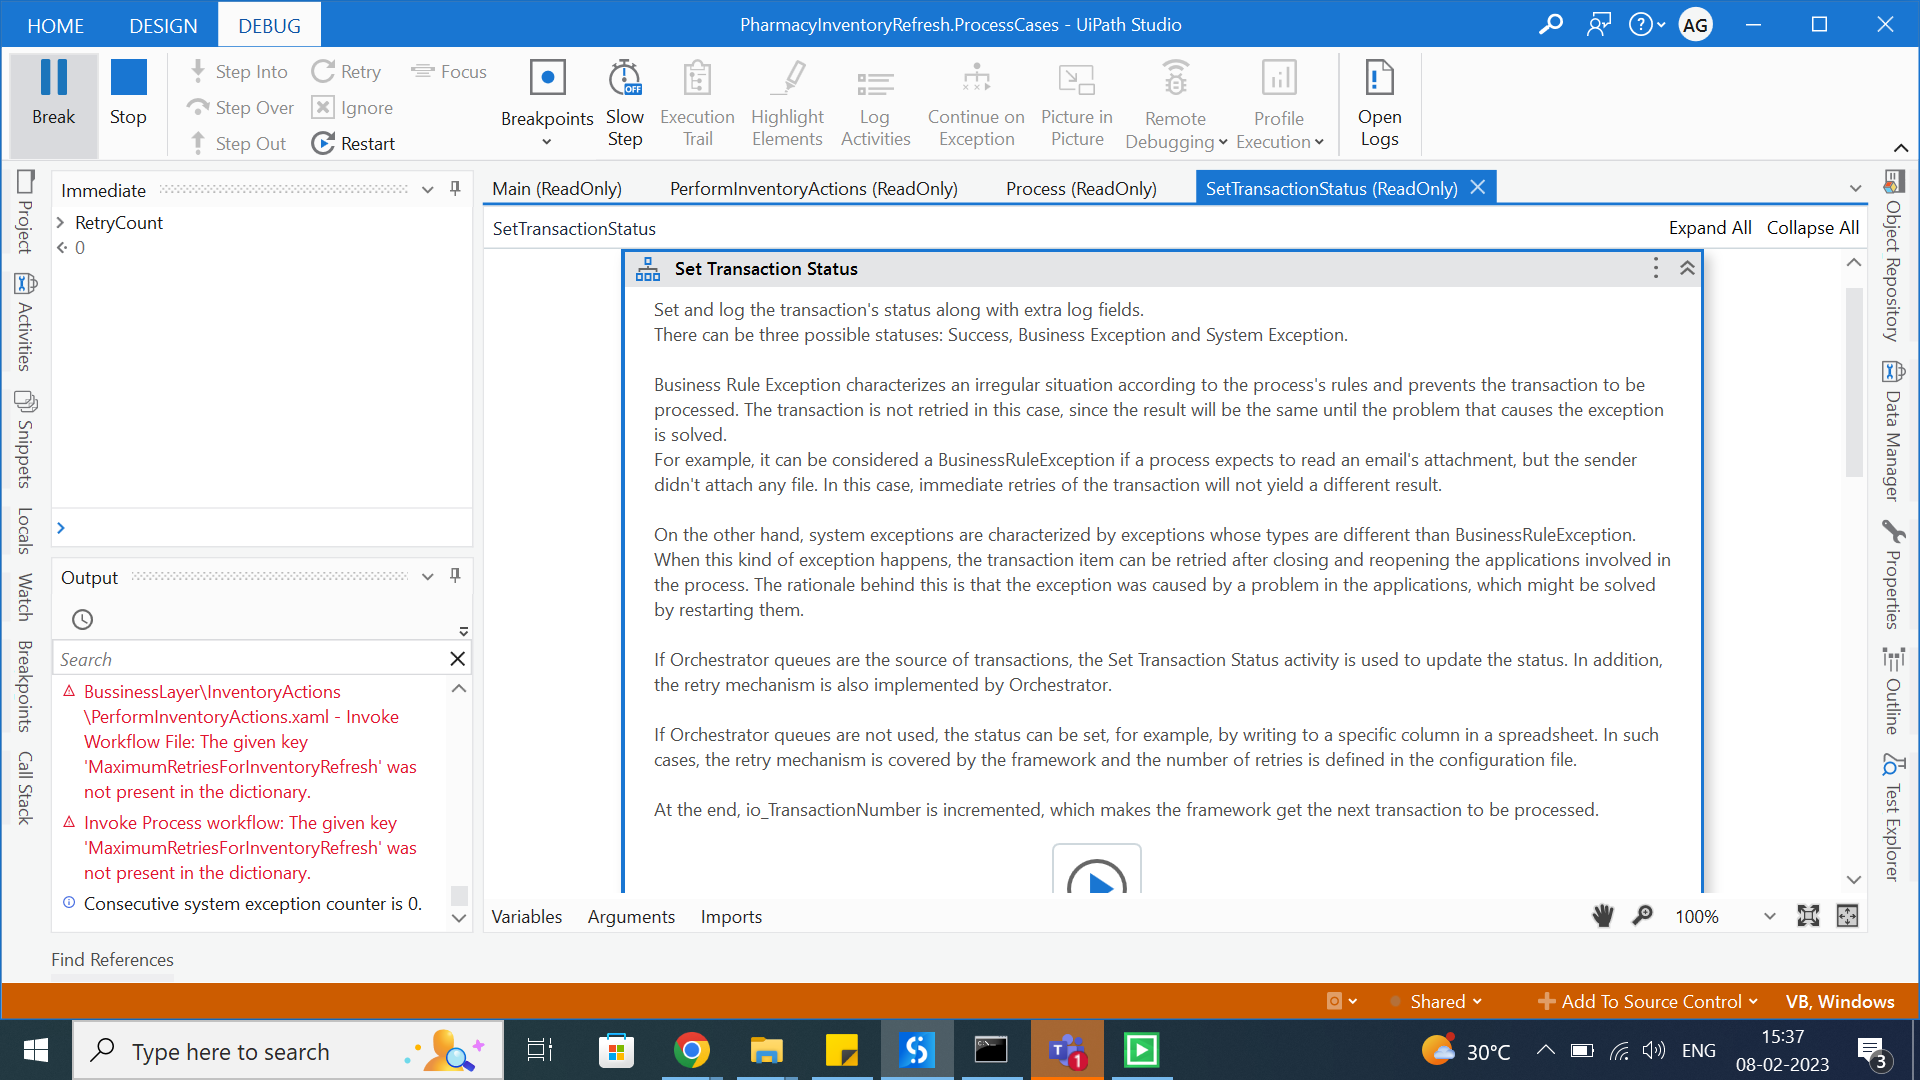 HOME DESIGN DEBUG
PharmacyInventoryRefresh.ProcessCases - UiPath Studio
AG
Break
Stop
Step Into
Step Over
Step Out
Retry
Ignore
Restart
Focus
Breakpoints
Slow
Step
OFF
Execution
Trail
Highlight
Elements
Log
Activities
Continue on
Exception
Picture in
Picture
Remote
Debugging
Profile
Execution
Open
Logs
Project
Activities
Snippets
Locals
Watch
Breakpoints
Call Stack
Immediate
RetryCount
0
Output
Search
BussinessLayer\InventoryActions
\PerformInventoryActions.xaml - Invoke
Workflow File: The given key
'MaximumRetriesForInventoryRefresh' was
not present in the dictionary.
Invoke Process workflow: The given key
'MaximumRetriesForInventoryRefresh' was
not present in the dictionary.
Consecutive system exception counter is 0.
Find References
Main (ReadOnly) PerformInventoryActions (ReadOnly) Process (ReadOnly) SetTransactionStatus (ReadOnly)
SetTransactionStatus
Expand All Collapse All
Set Transaction Status
Set and log the transaction's status along with extra log fields.
There can be three possible statuses: Success, Business Exception and System Exception.
Business Rule Exception characterizes an irregular situation according to the process's rules and prevents the transaction to be
processed. The transaction is not retried in this case, since the result will be the same until the problem that causes the exception
is solved.
For example, it can be considered a BusinessRuleException if a process expects to read an email's attachment, but the sender
didn't attach any file. In this case, immediate retries of the transaction will not yield a different result.
On the other hand, system exceptions are characterized by exceptions whose types are different than BusinessRuleException.
When this kind of exception happens, the transaction item can be retried after closing and reopening the applications involved in
the process. The rationale behind this is that the exception was caused by a problem in the applications, which might be solved
by restarting them.
If Orchestrator queues are the source of transactions, the Set Transaction Status activity is used to update the status. In addition,
the retry mechanism is also implemented by Orchestrator.
If Orchestrator queues are not used, the status can be set, for example, by writing to a specific column in a spreadsheet. In such
cases, the retry mechanism is covered by the framework and the number of retries is defined in the configuration file.
At the end, io_TransactionNumber is incremented, which makes the framework get the next transaction to be processed.
Variables Arguments Imports
100%
Object Repository
Data Manager
Properties
Outline
Test Explorer
Shared
Add To Source Control
VB, Windows
Type here to search
1
30°C
ENG
15:37
08-02-2023
3